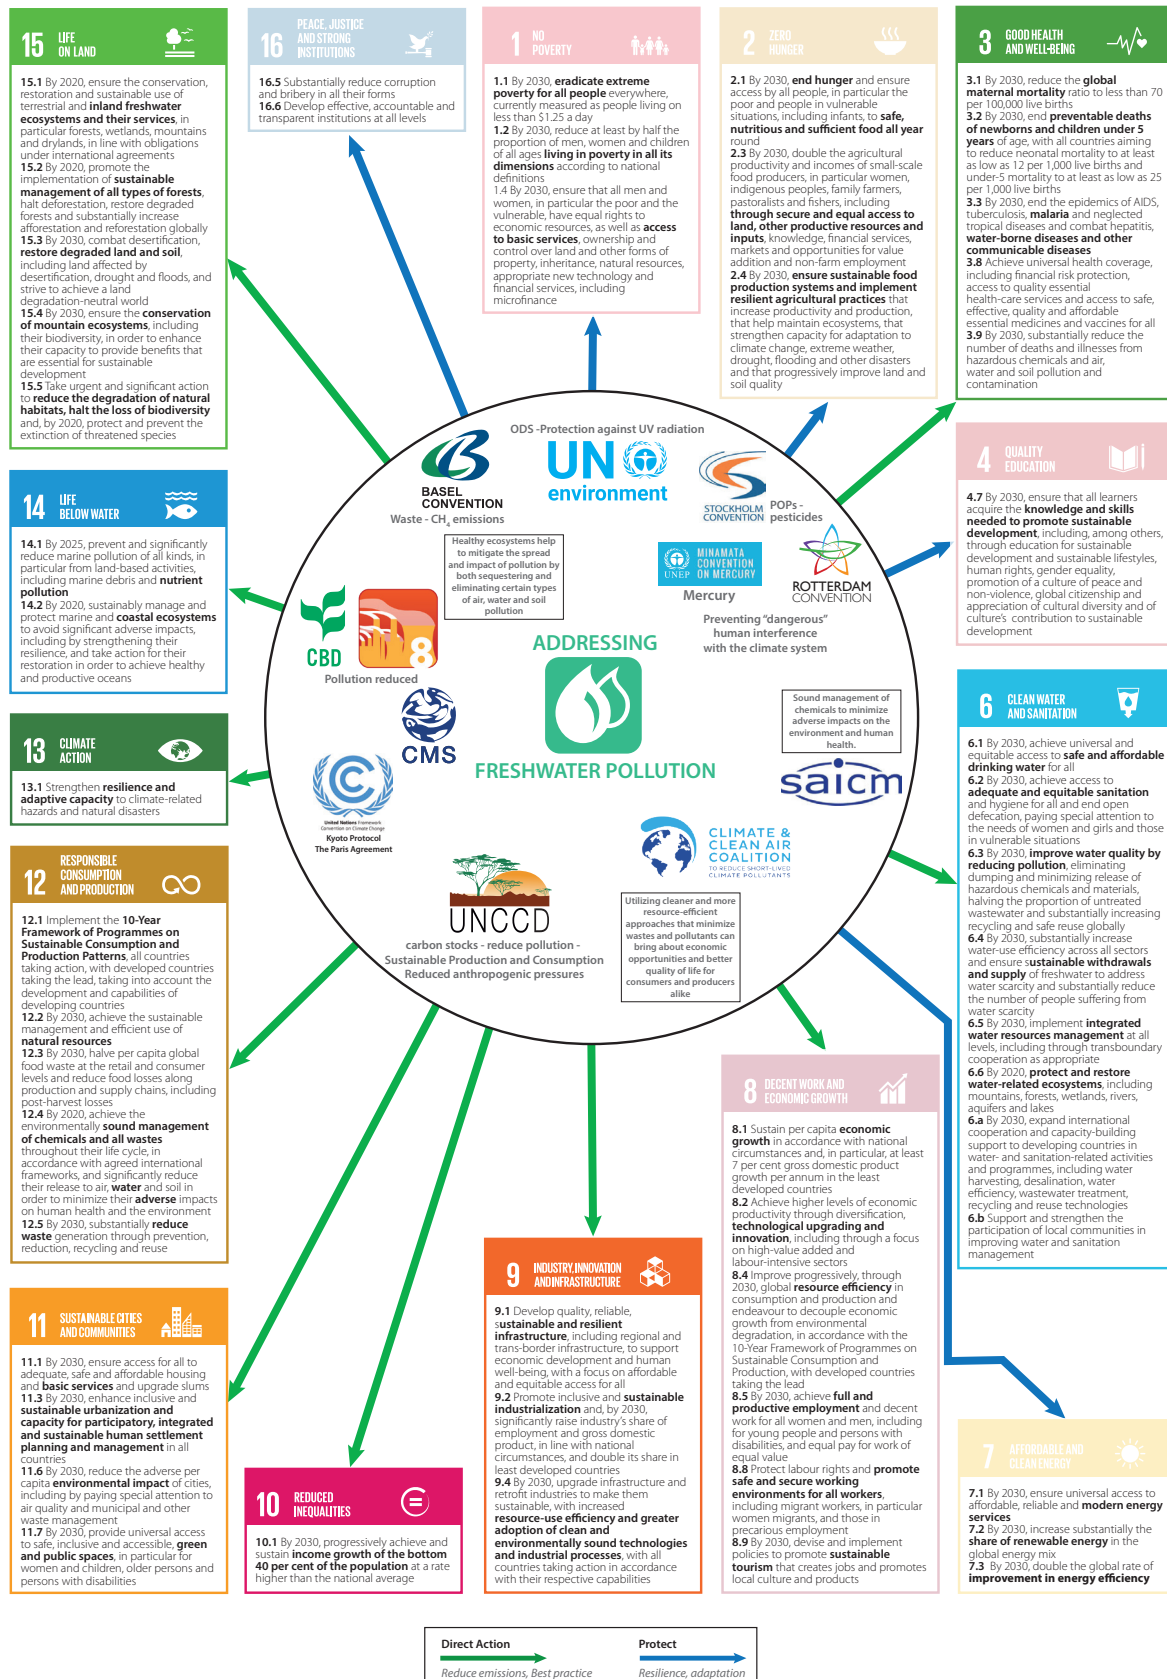 15 LIFE
ON LAND
15.1 By 2020, ensure the conservation,
restoration and sustainable use of
terrestrial and inland freshwater
ecosystems and their services, in
particular forests, wetlands, mountains
and drylands, in line with obligations
under international agreements
15.2 By 2020, promote the
implementation of sustainable
management of all types of forests,
halt deforestation, restore degraded
forests and substantially increase
afforestation and reforestation globally
15.3 By 2030, combat desertification,
restore degraded land and soil,
including land affected by
desertification, drought and floods, and
strive to achieve a land
degradation-neutral world
15.4 By 2030, ensure the conservation
of mountain ecosystems, including
their biodiversity, in order to enhance
their capacity to provide benefits that
are essential for sustainable
development
15.5 Take urgent and significant action
to reduce the degradation of natural
habitats, halt the loss of biodiversity
and, by 2020, protect and prevent the
extinction of threatened species
16 PEACE, JUSTICE
AND STRONG
INSTITUTIONS
16.5 Substantially reduce corruption
and bribery in all their forms
16.6 Develop effective, accountable and
transparent institutions at all levels
1 NO
POVERTY
1.1 By 2030, eradicate extreme
poverty for all people everywhere,
currently measured as people living on
less than $1.25 a day
1.2 By 2030, reduce at least by half the
proportion of men, women and children
of all ages living in poverty in all its
dimensions according to national
definitions
1.4 By 2030, ensure that all men and
women, in particular the poor and the
vulnerable, have equal rights to
economic resources, as well as access
to basic services, ownership and
control over land and other forms of
property, inheritance, natural resources,
appropriate new technology and
financial services, including
microfinance
2 ZERO
HUNGER
2.1 By 2030, end hunger and ensure
access by all people, in particular the
poor and people in vulnerable
situations, including infants, to safe,
nutritious and sufficient food all year
round
2.3 By 2030, double the agricultural
productivity and incomes of small-scale
food producers, in particular women,
indigenous peoples, family farmers,
pastoralists and fishers, including
through secure and equal access to
land, other productive resources and
inputs, knowledge, financial services,
markets and opportunities for value
addition and non-farm employment
2.4 By 2030, ensure sustainable food
production systems and implement
resilient agricultural practices that
increase productivity and production,
that help maintain ecosystems, that
strengthen capacity for adaptation to
climate change, extreme weather,
drought, flooding and other disasters
and that progressively improve land and
soil quality
3 GOOD HEALTH
AND WELL-BEING
3.1 By 2030, reduce the global
maternal mortality ratio to less than 70
per 100,000 live births
3.2 By 2030, end preventable deaths
of newborns and children under 5
years of age, with all countries aiming
to reduce neonatal mortality to at least
as low as 12 per 1,000 live births and
under-5 mortality to at least as low as 25
per 1,000 live births
3.3 By 2030, end the epidemics of AIDS,
tuberculosis, malaria and neglected
tropical diseases and combat hepatitis,
water-borne diseases and other
communicable diseases
3.8 Achieve universal health coverage,
including financial risk protection,
access to quality essential
health-care services and access to safe,
effective, quality and affordable
essential medicines and vaccines for all
3.9 By 2030, substantially reduce the
number of deaths and illnesses from
hazardous chemicals and air,
water and soil pollution and
contamination
4 QUALITY
EDUCATION
4.7 By 2030, ensure that all learners
acquire the knowledge and skills
needed to promote sustainable
development, including, among others,
through education for sustainable
development and sustainable lifestyles,
human rights, gender equality,
promotion of a culture of peace and
non-violence, global citizenship and
appreciation of cultural diversity and of
culture's contribution to sustainable
development
14 LIFE
BELOW WATER
14.1 By 2025, prevent and significantly
reduce marine pollution of all kinds, in
particular from land-based activities,
including marine debris and nutrient
pollution
14.2 By 2020, sustainably manage and
protect marine and coastal ecosystems
to avoid significant adverse impacts,
including by strengthening their
resilience, and take action for their
restoration in order to achieve healthy
and productive oceans
13 CLIMATE
ACTION
13.1 Strengthen resilience and
adaptive capacity to climate-related
hazards and natural disasters
ODS -Protection against UV radiation
BASEL
CONVENTION
Waste - CH4 emissions
UN
environment
STOCKHOLM
CONVENTION
POPs -
pesticides
Healthy ecosystems help
to mitigate the spread
and impact of pollution by
both sequestering and
eliminating certain types
of air, water and soil
pollution
UNEP
MINAMATA
CONVENTION
ON MERCURY
Mercury
ROTTERDAM
CONVENTION
Preventing "dangerous"
human interference
with the climate system
CBD
8
Pollution reduced
CMS
ADDRESSING
FRESHWATER POLLUTION
Sound management of
chemicals to minimize
adverse impacts on the
environment and human
health.
saicm
United Nations Framework
Convention on Climate Change
Kyoto Protocol
The Paris Agreement
CLIMATE &
CLEAN AIR
COALITION
TO REDUCE SHORT-LIVED
CLIMATE POLLUTANTS
UNCCD
carbon stocks - reduce pollution -
Sustainable Production and Consumption
Reduced anthropogenic pressures
Utilizing cleaner and more
resource-efficient
approaches that minimize
wastes and pollutants can
bring about economic
opportunities and better
quality of life for
consumers and producers
alike
6 CLEAN WATER
AND SANITATION
6.1 By 2030, achieve universal and
equitable access to safe and affordable
drinking water for all
6.2 By 2030, achieve access to
adequate and equitable sanitation
and hygiene for all and end open
defecation, paying special attention to
the needs of women and girls and those
in vulnerable situations
6.3 By 2030, improve water quality by
reducing pollution, eliminating
dumping and minimizing release of
hazardous chemicals and materials,
halving the proportion of untreated
wastewater and substantially increasing
recycling and safe reuse globally
6.4 By 2030, substantially increase
water-use efficiency across all sectors
and ensure sustainable withdrawals
and supply of freshwater to address
water scarcity and substantially reduce
the number of people suffering from
water scarcity
6.5 By 2030, implement integrated
water resources management at all
levels, including through transboundary
cooperation as appropriate
6.6 By 2020, protect and restore
water-related ecosystems, including
mountains, forests, wetlands, rivers,
aquifers and lakes
6.a By 2030, expand international
cooperation and capacity-building
support to developing countries in
water- and sanitation-related activities
and programmes, including water
harvesting, desalination, water
efficiency, wastewater treatment,
recycling and reuse technologies
6.b Support and strengthen the
participation of local communities in
improving water and sanitation
management
12 RESPONSIBLE
CONSUMPTION
AND PRODUCTION
12.1 Implement the 10-Year
Framework of Programmes on
Sustainable Consumption and
Production Patterns, all countries
taking action, with developed countries
taking the lead, taking into account the
development and capabilities of
developing countries
12.2 By 2030, achieve the sustainable
management and efficient use of
natural resources
12.3 By 2030, halve per capita global
food waste at the retail and consumer
levels and reduce food losses along
production and supply chains, including
post-harvest losses
12.4 By 2020, achieve the
environmentally sound management
of chemicals and all wastes
throughout their life cycle, in
accordance with agreed international
frameworks, and significantly reduce
their release to air, water and soil in
order to minimize their adverse impacts
on human health and the environment
12.5 By 2030, substantially reduce
waste generation through prevention,
reduction, recycling and reuse
11 SUSTAINABLE CITIES
AND COMMUNITIES
11.1 By 2030, ensure access for all to
adequate, safe and affordable housing
and basic services and upgrade slums
11.3 By 2030, enhance inclusive and
sustainable urbanization and
capacity for participatory, integrated
and sustainable human settlement
planning and management in all
countries
11.6 By 2030, reduce the adverse per
capita environmental impact of cities,
including by paying special attention to
air quality and municipal and other
waste management
11.7 By 2030, provide universal access
to safe, inclusive and accessible, green
and public spaces, in particular for
women and children, older persons and
persons with disabilities
10 REDUCED
INEQUALITIES
10.1 By 2030, progressively achieve and
sustain income growth of the bottom
40 per cent of the population at a rate
higher than the national average
9 INDUSTRY, INNOVATION
AND INFRASTRUCTURE
9.1 Develop quality, reliable,
sustainable and resilient
infrastructure, including regional and
trans-border infrastructure, to support
economic development and human
well-being, with a focus on affordable
and equitable access for all
9.2 Promote inclusive and sustainable
industrialization and, by 2030,
significantly raise industry's share of
employment and gross domestic
product, in line with national
circumstances, and double its share in
least developed countries
9.4 By 2030, upgrade infrastructure and
retrofit industries to make them
sustainable, with increased
resource-use efficiency and greater
adoption of clean and
environmentally sound technologies
and industrial processes, with all
countries taking action in accordance
with their respective capabilities
8 DECENT WORK AND
ECONOMIC GROWTH
8.1 Sustain per capita economic
growth in accordance with national
circumstances and, in particular, at least
7 per cent gross domestic product
growth per annum in the least
developed countries
8.2 Achieve higher levels of economic
productivity through diversification,
technological upgrading and
innovation, including through a focus
on high-value added and
labour-intensive sectors
8.4 Improve progressively, through
2030, global resource efficiency in
consumption and production and
endeavour to decouple economic
growth from environmental
degradation, in accordance with the
10-Year Framework of Programmes on
Sustainable Consumption and
Production, with developed countries
taking the lead
8.5 By 2030, achieve full and
productive employment and decent
work for all women and men, including
for young people and persons with
disabilities, and equal pay for work of
equal value
8.8 Protect labour rights and promote
safe and secure working
environments for all workers,
including migrant workers, in particular
women migrants, and those in
precarious employment
8.9 By 2030, devise and implement
policies to promote sustainable
tourism that creates jobs and promotes
local culture and products
7 AFFORDABLE AND
CLEAN ENERGY
7.1 By 2030, ensure universal access to
affordable, reliable and modern energy
services
7.2 By 2030, increase substantially the
share of renewable energy in the
global energy mix
7.3 By 2030, double the global rate of
improvement in energy efficiency
Direct Action
Reduce emissions, Best practice
Protect
Resilience, adaptation